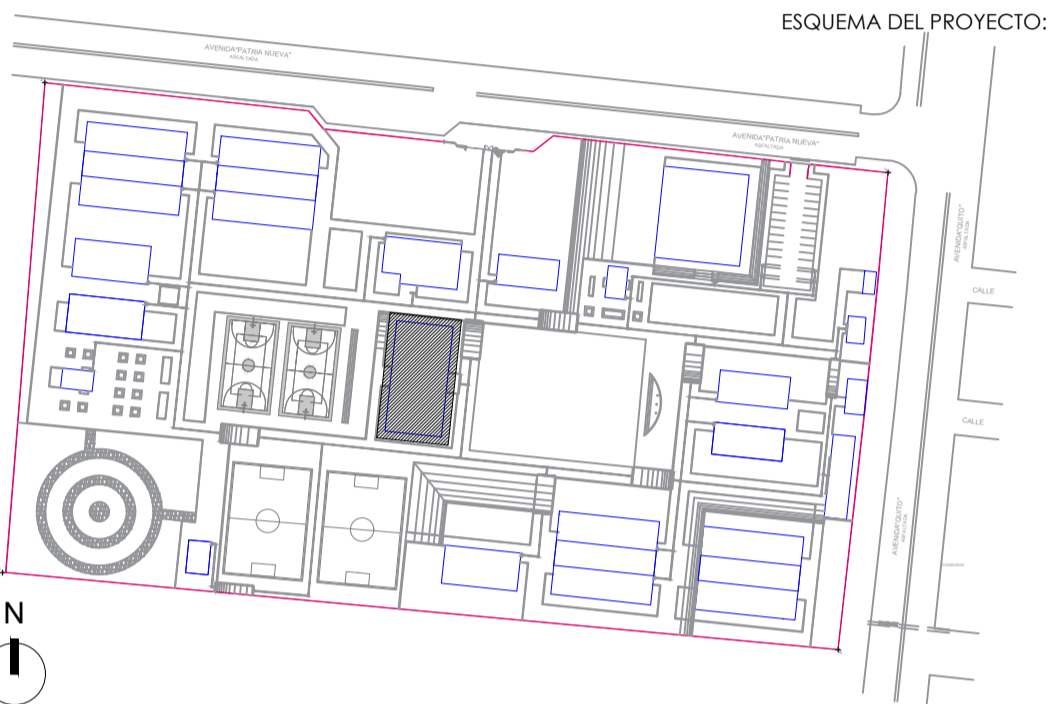 ESQUEMA DEL PROYECTO:
AVENIDA"PATRIA NUEVA"
ASFALTADA
AVENIDA"PATRIA NUEVA"
ASFALTADA
AVENIDA"QUITO"
ASFALTADA
CALLE
CALLE
AVENIDA"QUITO"
ASFALTADA
N